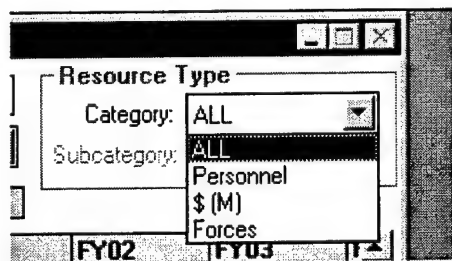 Resource Type
Category: ALL
Subcategory:
ALL
Personnel
$ (M)
Forces
FY02 FY03